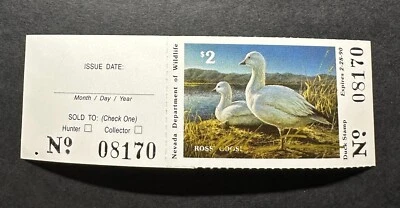 ISSUE DATE:
Month / Day / Year
SOLD TO: (Check One)
Hunter Collector
No 08170
Nevada Department of Wildlife
$2
ROSS' GOOSE
Duck Stamp Expires 2-28-90
No 08170